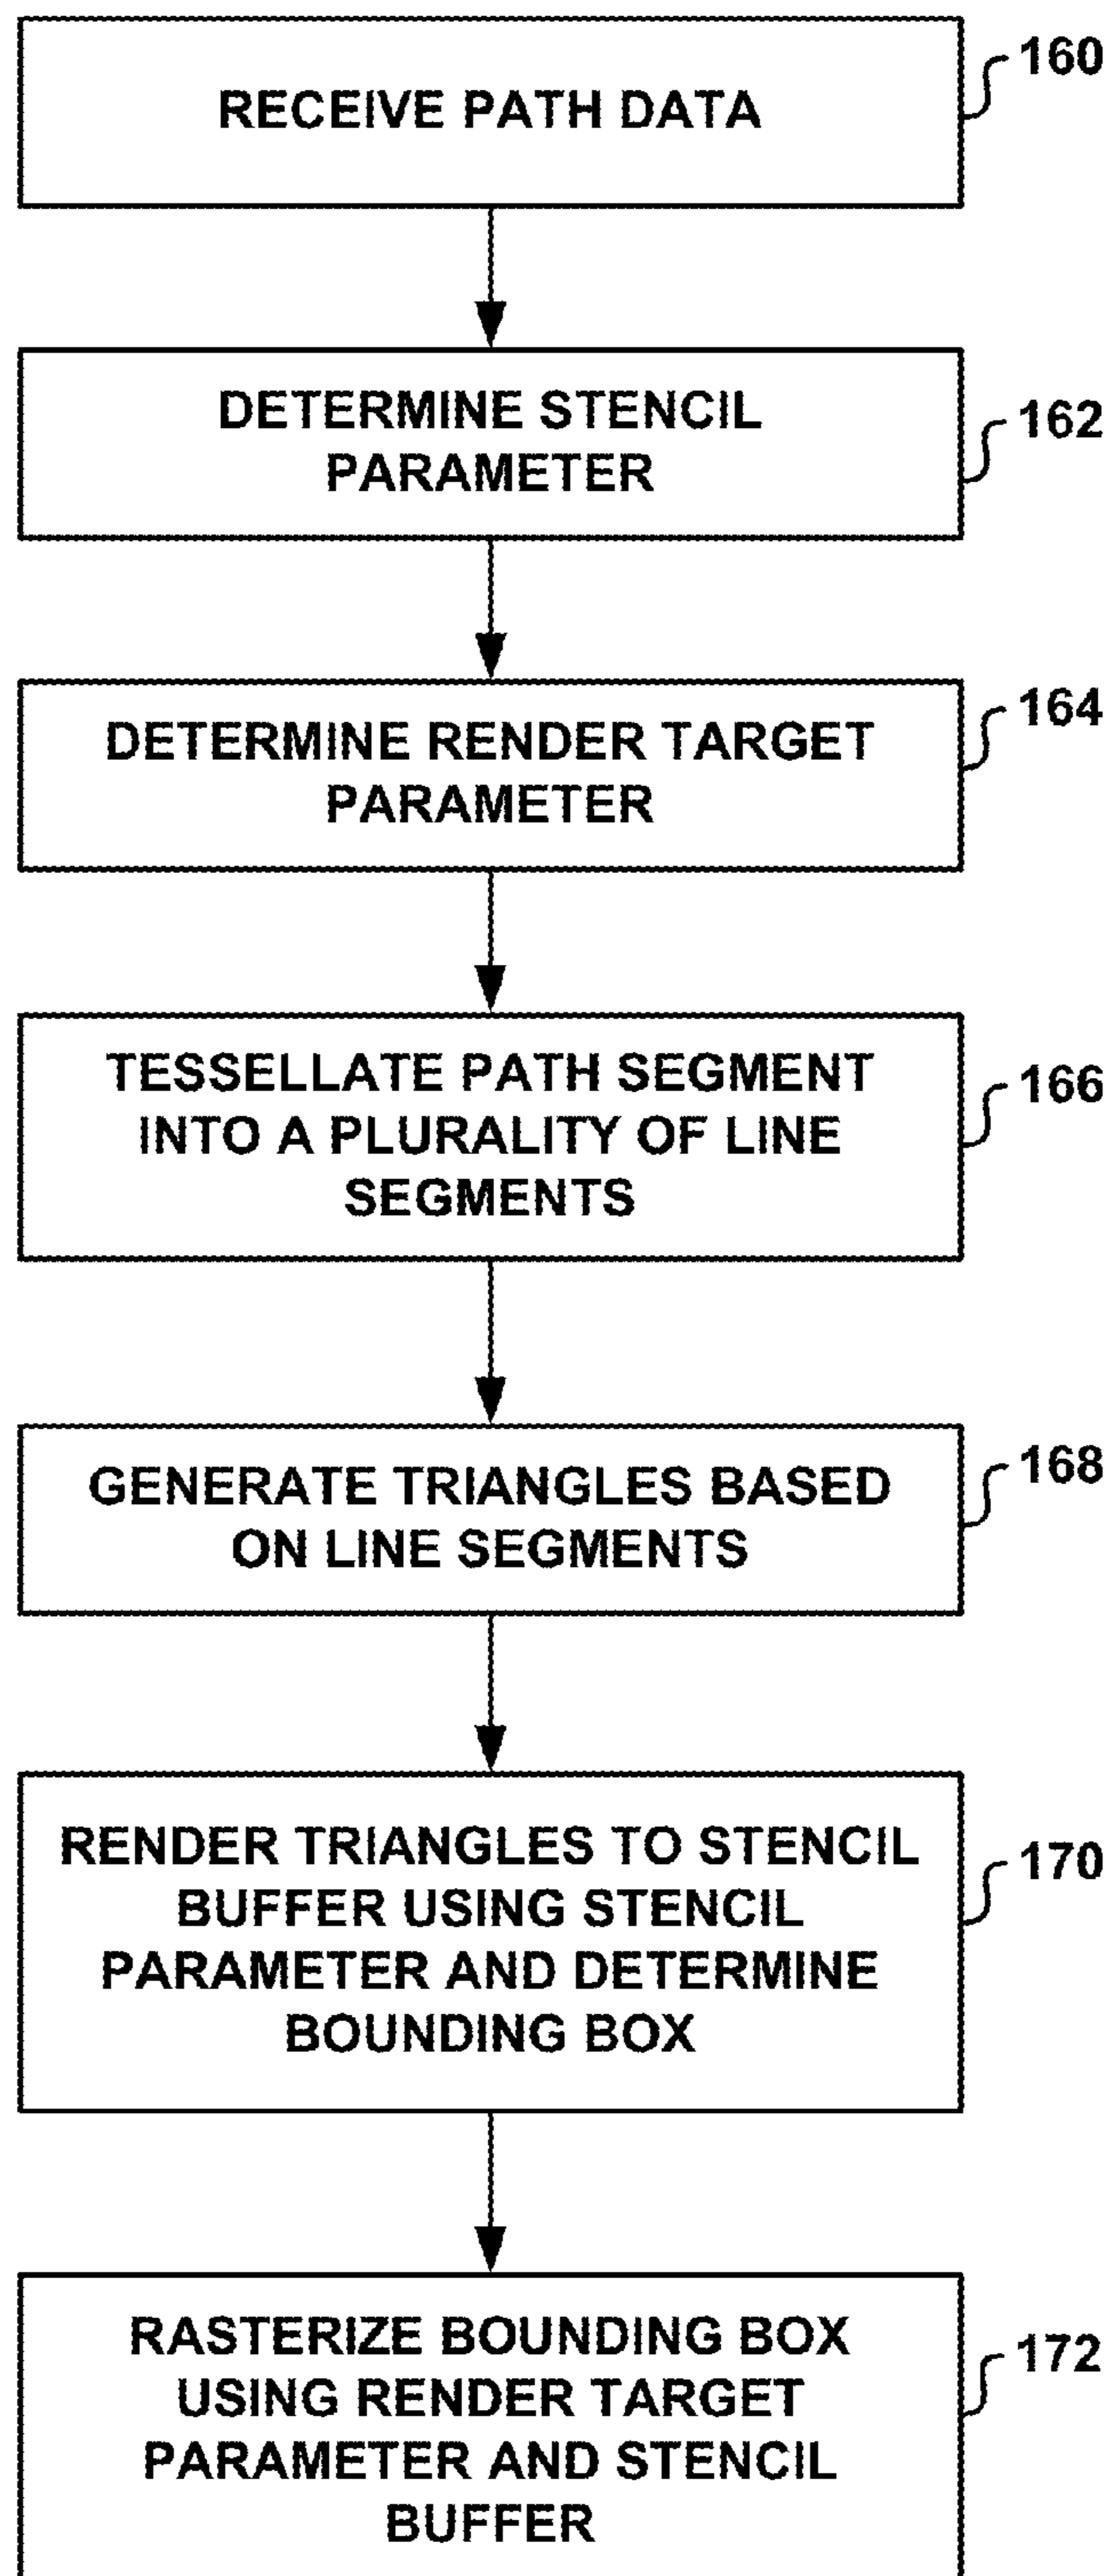 RECEIVE PATH DATA
160
DETERMINE STENCIL
PARAMETER
162
DETERMINE RENDER TARGET
PARAMETER
164
TESSELLATE PATH SEGMENT
INTO A PLURALITY OF LINE
SEGMENTS
166
GENERATE TRIANGLES BASED
ON LINE SEGMENTS
168
RENDER TRIANGLES TO STENCIL
BUFFER USING STENCIL
PARAMETER AND DETERMINE
BOUNDING BOX
170
RASTERIZE BOUNDING BOX
USING RENDER TARGET
PARAMETER AND STENCIL
BUFFER
172